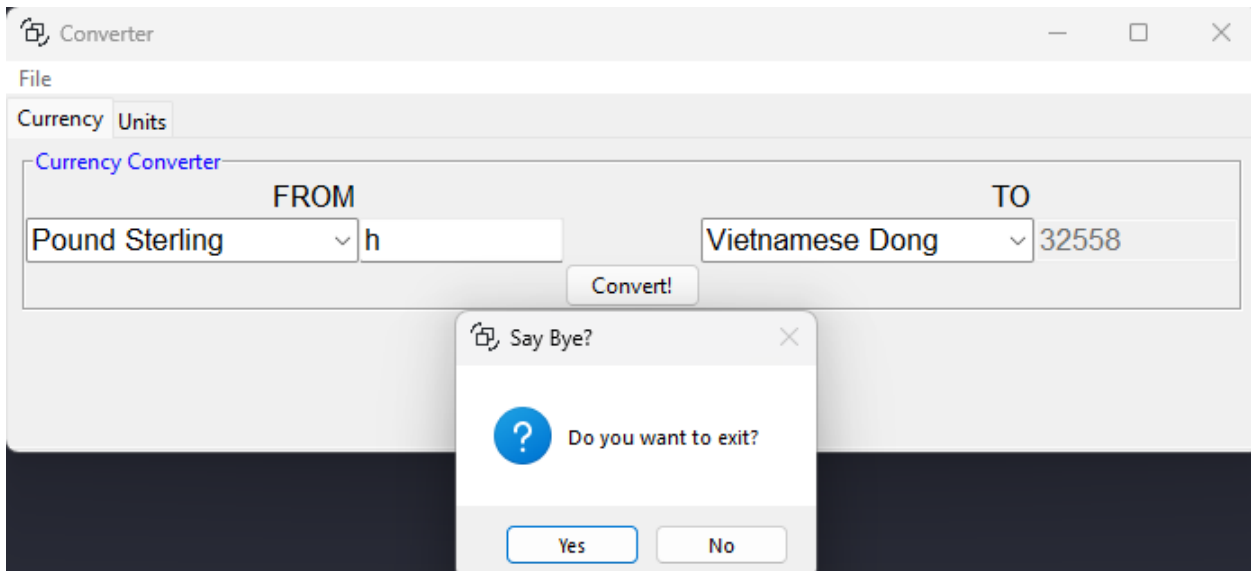 Converter
File
Currency Units
Currency Converter
FROM TO
Pound Sterling h Vietnamese Dong 32558
Convert!
Say Bye?
Do you want to exit?
Yes No